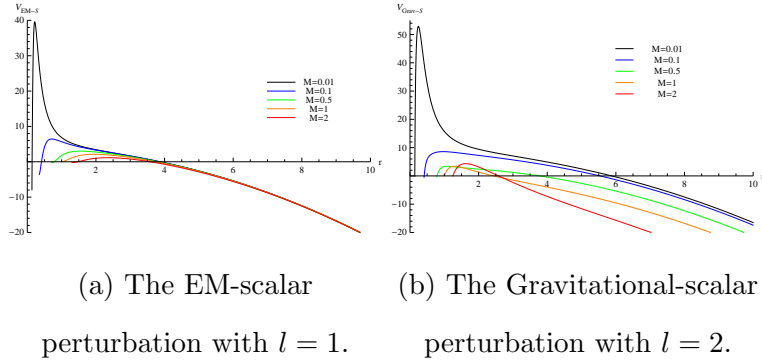 V_EM-S
40
30
20
10
-10
-20
2
4
6
8
10
r
M=0.01
M=0.1
M=0.5
M=1
M=2
V_Grav-S
50
40
30
20
10
-10
-20
2
4
6
8
10
M=0.01
M=0.1
M=0.5
M=1
M=2
(a) The EM-scalar
perturbation with l = 1.
(b) The Gravitational-scalar
perturbation with l = 2.